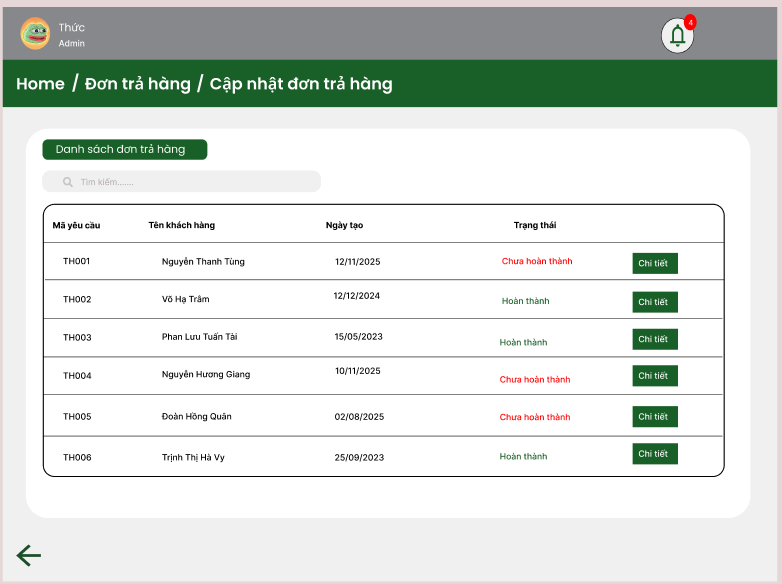 Thức
Admin
4
Home / Đơn trả hàng / Cập nhật đơn trả hàng
Danh sách đơn trả hàng
Tìm kiếm.......
Mã yêu cầu Tên khách hàng Ngày tạo Trạng thái
TH001 Nguyễn Thanh Tùng 12/11/2025 Chưa hoàn thành Chi tiết
TH002 Võ Hạ Trâm 12/12/2024 Hoàn thành Chi tiết
TH003 Phan Lưu Tuấn Tài 15/05/2023 Hoàn thành Chi tiết
TH004 Nguyễn Hương Giang 10/11/2025 Chưa hoàn thành Chi tiết
TH005 Đoàn Hồng Quân 02/08/2025 Chưa hoàn thành Chi tiết
TH006 Trịnh Thị Hà Vy 25/09/2023 Hoàn thành Chi tiết